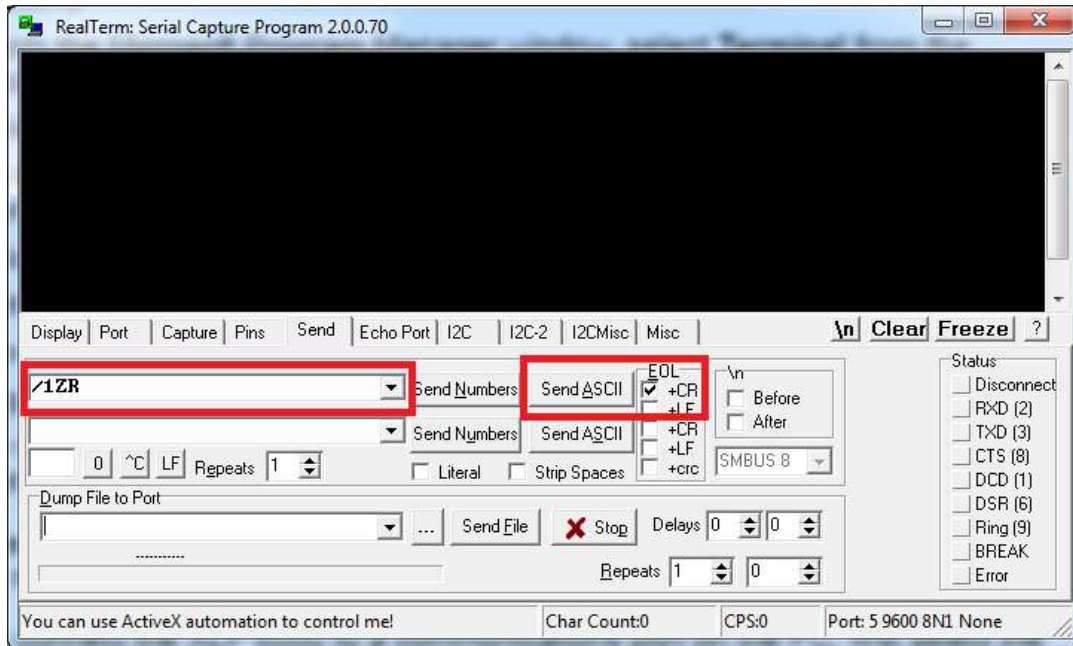 RealTerm: Serial Capture Program 2.0.0.70
Display Port Capture Pins Send Echo Port I2C I2C-2 I2CMisc Misc \n Clear Freeze ?
/1ZR Send Numbers Send ASCII EOL +CR +LF
Send Numbers Send ASCII +CR +LF +crc
\n Before After
SMBUS 8
0 ^C LF Repeats 1 Literal Strip Spaces
Dump File to Port
... Send File Stop Delays 0 0
-----------
Repeats 1 0
Status
Disconnect
RXD (2)
TXD (3)
CTS (8)
DCD (1)
DSR (6)
Ring (9)
BREAK
Error
You can use ActiveX automation to control me! Char Count:0 CPS:0 Port: 5 9600 8N1 None